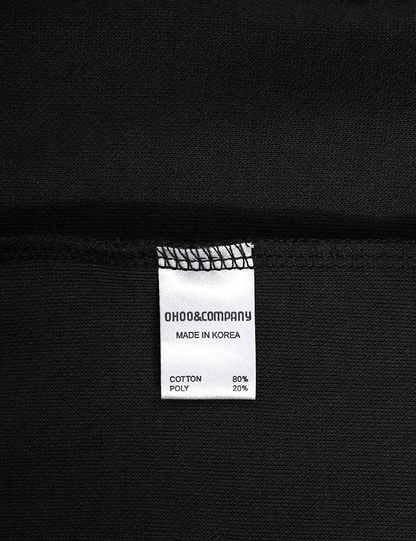 OHOO&COMPANY
MADE IN KOREA
COTTON 80%
POLY 20%